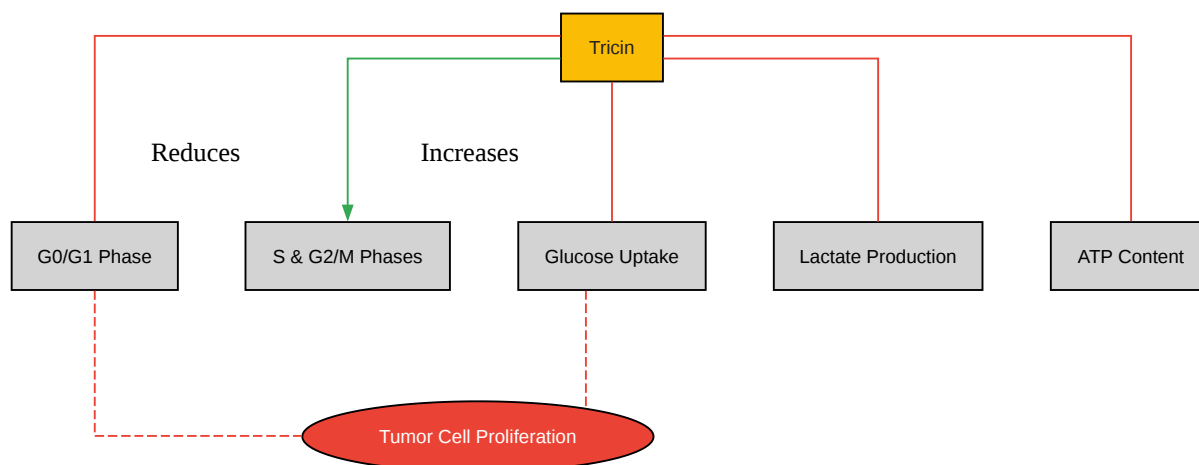 Tricin
Reduces
Increases
G0/G1 Phase
S & G2/M Phases
Glucose Uptake
Lactate Production
ATP Content
Tumor Cell Proliferation